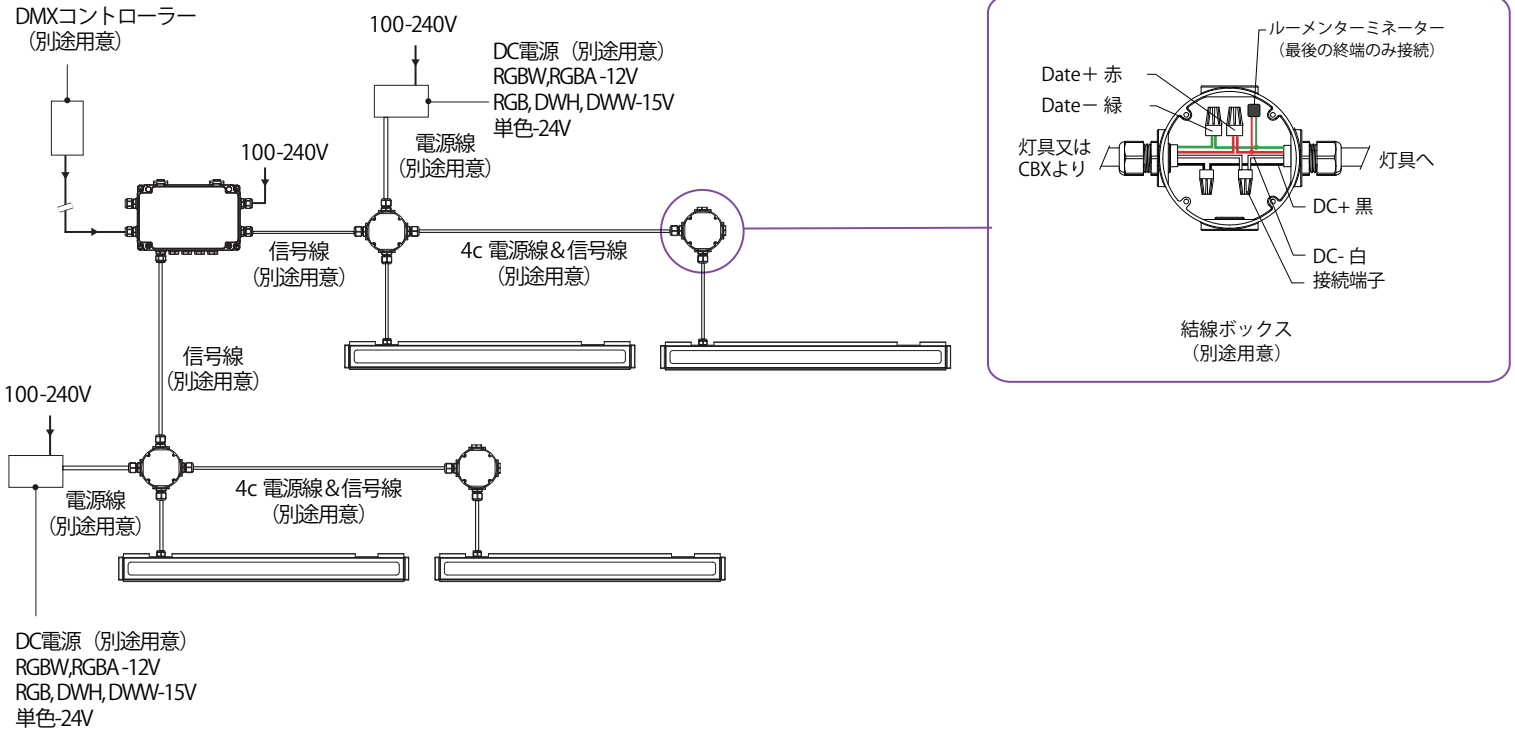 DMXコントローラー
（別途用意）
100-240V
DC電源（別途用意）
RGBW,RGBA -12V
RGB, DWH, DWW-15V
単色-24V
電源線
（別途用意）
100-240V
信号線
（別途用意）
4c 電源線＆信号線
（別途用意）
信号線
（別途用意）
100-240V
電源線
（別途用意）
4c 電源線＆信号線
（別途用意）
DC電源（別途用意）
RGBW,RGBA -12V
RGB, DWH, DWW-15V
単色-24V
ルーメンターミネーター
（最後の終端のみ接続）
Date＋ 赤
Date－ 緑
灯具又は
CBXより
灯具へ
DC+ 黒
DC- 白
接続端子
結線ボックス
（別途用意）